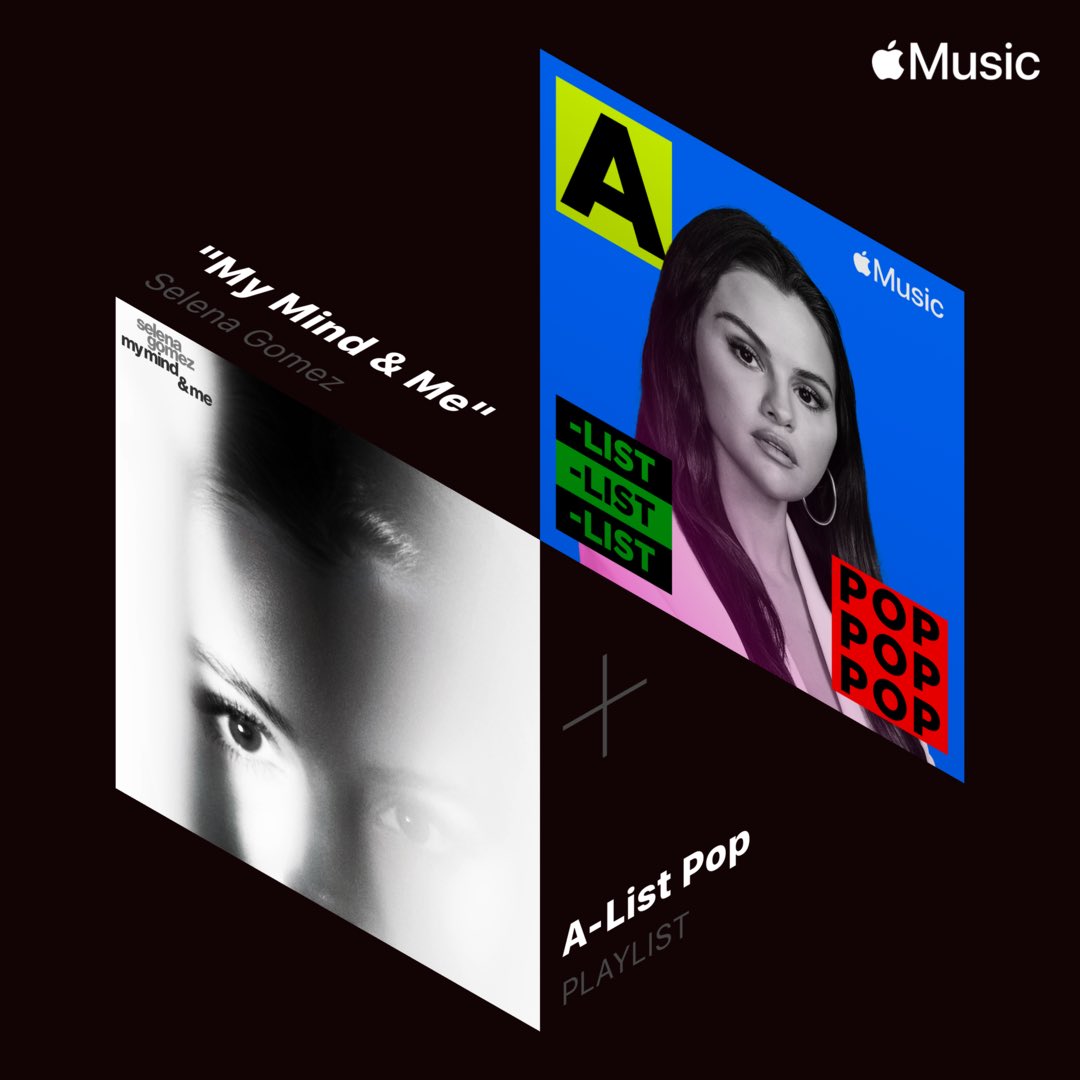 Music
"My Mind & Me"
Selena Gomez
selena
gomez
my mind
& me
A
Music
-LIST
-LIST
-LIST
POP
POP
POP
A-List Pop
PLAYLIST